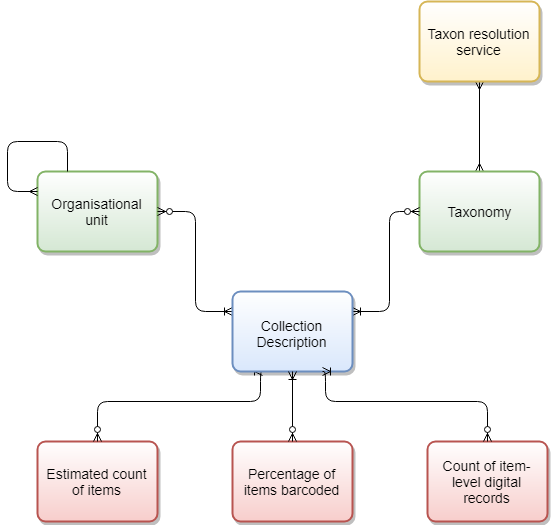 Taxon resolution
service
Organisational
unit
Taxonomy
Collection
Description
Estimated count
of items
Percentage of
items barcoded
Count of item-
level digital
records